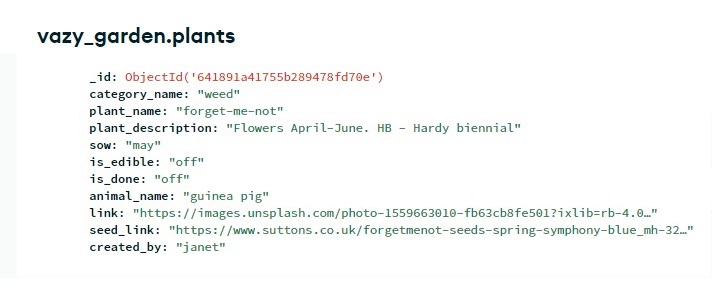 vazy_garden.plants
_id: ObjectId('641891a41755b289478fd70e')
category_name: "weed"
plant_name: "forget-me-not"
plant_description: "Flowers April-June. HB - Hardy biennial"
sow: "may"
is_edible: "off"
is_done: "off"
animal_name: "guinea pig"
link: "https://images.unsplash.com/photo-1559663010-fb63cb8fe501?ixlib=rb-4.0…"
seed_link: "https://www.suttons.co.uk/forgetmenot-seeds-spring-symphony-blue_mh-32…"
created_by: "janet"